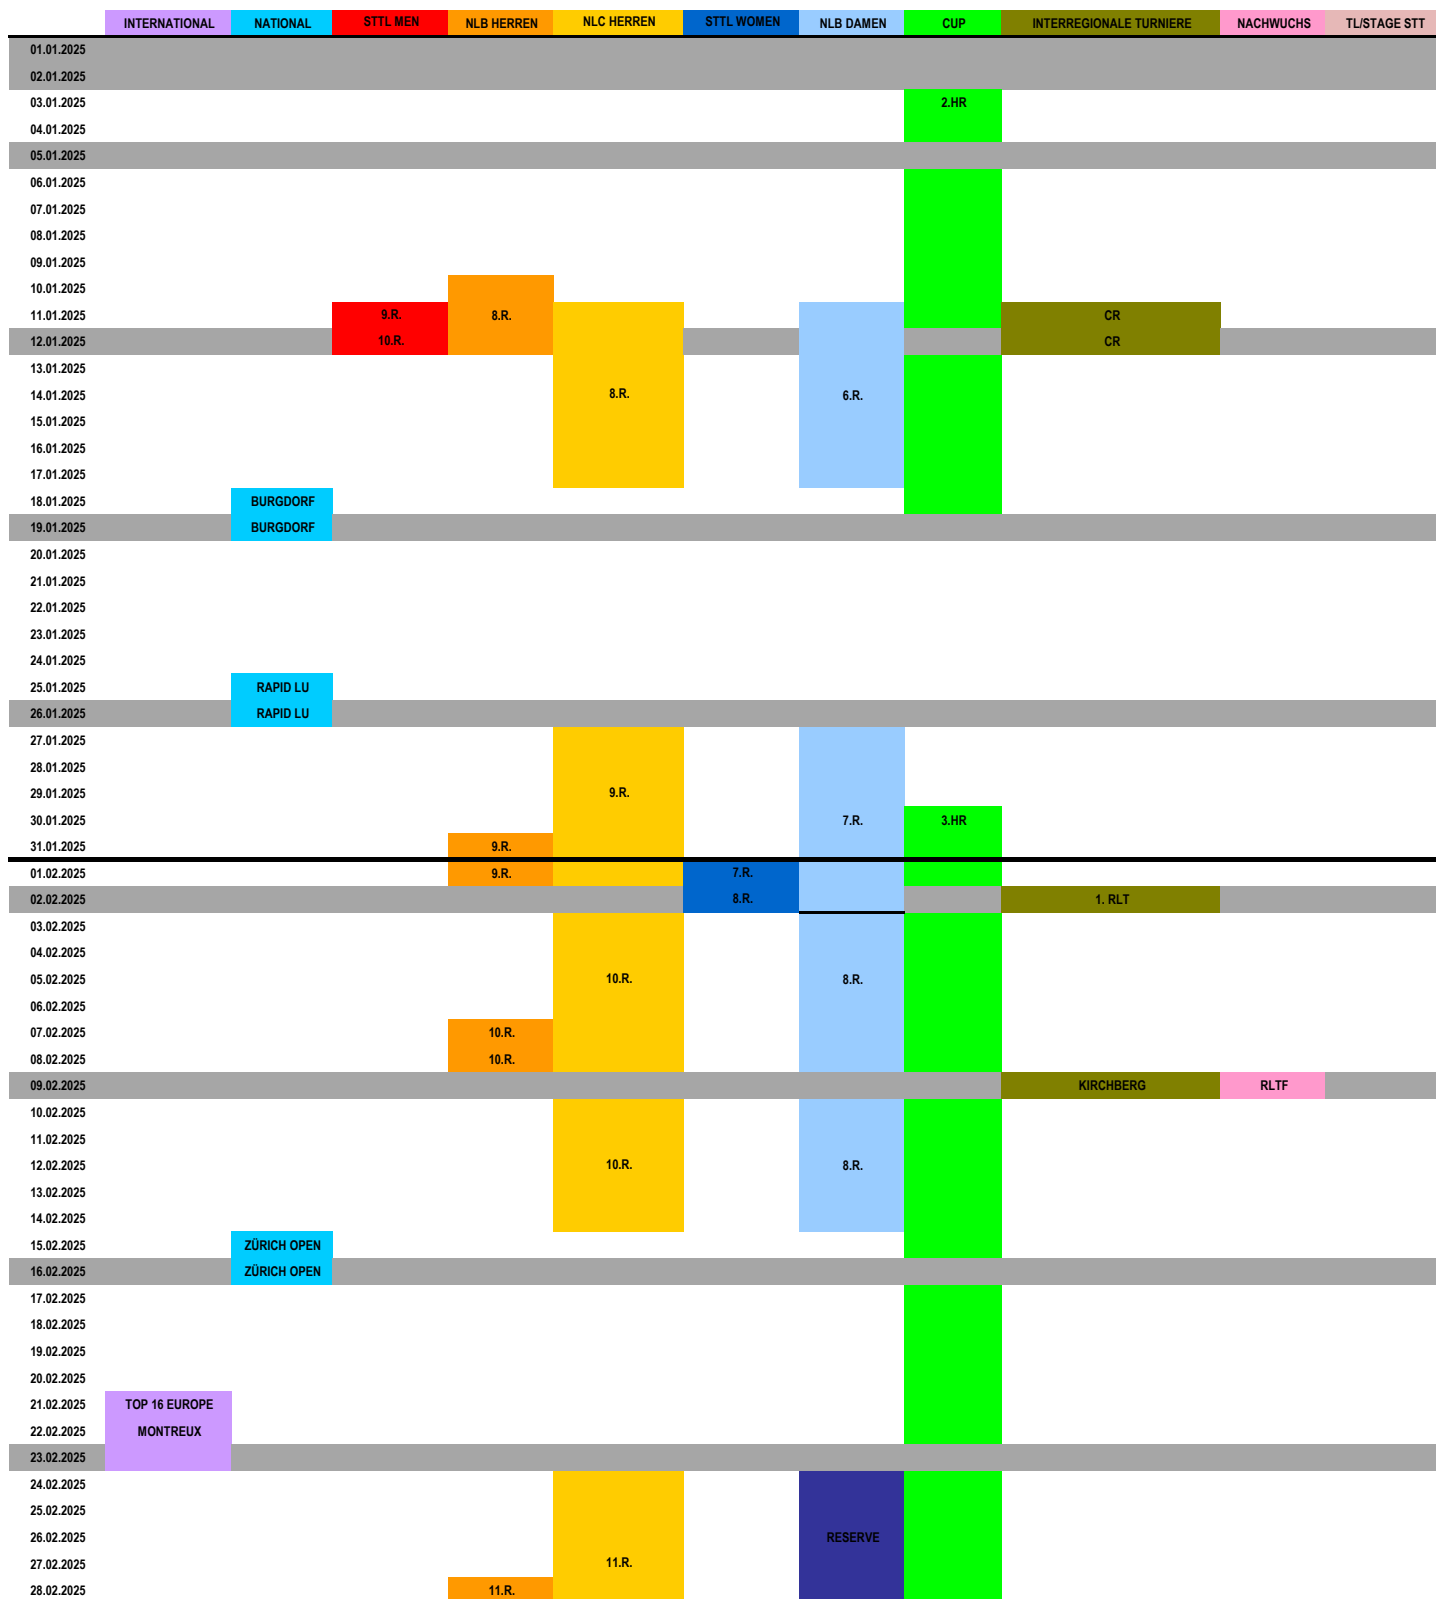 INTERNATIONAL NATIONAL STTL MEN NLB HERREN NLC HERREN STTL WOMEN NLB DAMEN CUP INTERREGIONALE TURNIERE NACHWUCHS TL/STAGE STT
01.01.2025
02.01.2025
03.01.2025 2.HR
04.01.2025
05.01.2025
06.01.2025
07.01.2025
08.01.2025
09.01.2025
10.01.2025
11.01.2025 9.R. 8.R. CR
12.01.2025 10.R. CR
13.01.2025
14.01.2025 8.R. 6.R.
15.01.2025
16.01.2025
17.01.2025
18.01.2025 BURGDORF
19.01.2025 BURGDORF
20.01.2025
21.01.2025
22.01.2025
23.01.2025
24.01.2025
25.01.2025 RAPID LU
26.01.2025 RAPID LU
27.01.2025
28.01.2025
29.01.2025 9.R.
30.01.2025 7.R. 3.HR
31.01.2025 9.R.
01.02.2025 9.R. 7.R.
02.02.2025 8.R. 1. RLT
03.02.2025
04.02.2025
05.02.2025 10.R. 8.R.
06.02.2025
07.02.2025 10.R.
08.02.2025 10.R.
09.02.2025 KIRCHBERG RLTF
10.02.2025
11.02.2025
12.02.2025 10.R. 8.R.
13.02.2025
14.02.2025
15.02.2025 ZÜRICH OPEN
16.02.2025 ZÜRICH OPEN
17.02.2025
18.02.2025
19.02.2025
20.02.2025
21.02.2025 TOP 16 EUROPE
22.02.2025 MONTREUX
23.02.2025
24.02.2025
25.02.2025
26.02.2025 RESERVE
27.02.2025 11.R.
28.02.2025 11.R.